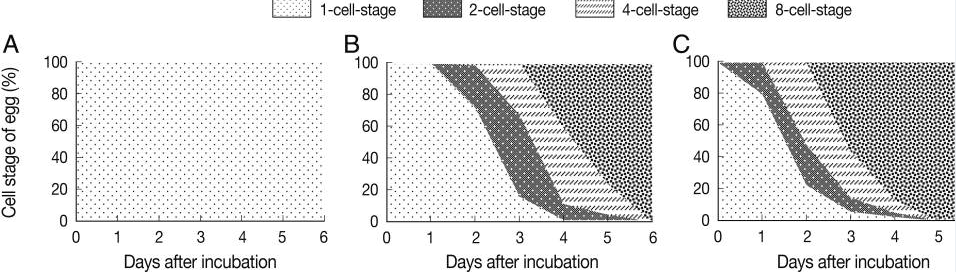 1-cell-stage 2-cell-stage 4-cell-stage 8-cell-stage
A B C
Cell stage of egg (%)
100 100 100
80 80 80
60 60 60
40 40 40
20 20 20
0 0 0
0 1 2 3 4 5 6 0 1 2 3 4 5 6 0 1 2 3 4 5
Days after incubation Days after incubation Days after incubation